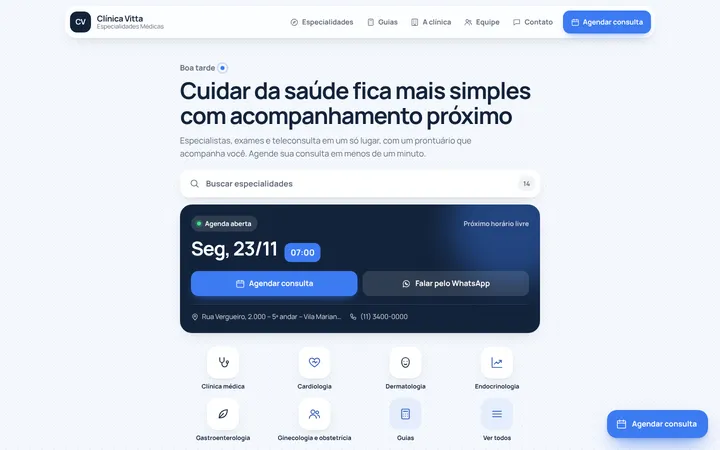 CV
Clínica Vitta
Especialidades Médicas
Especialidades
Guias
A clínica
Equipe
Contato
Agendar consulta
Boa tarde
Cuidar da saúde fica mais simples
com acompanhamento próximo
Especialistas, exames e teleconsulta em um só lugar, com um prontuário que
acompanha você. Agende sua consulta em menos de um minuto.
Buscar especialidades
14
Agenda aberta
Próximo horário livre
Seg, 23/11
07:00
Agendar consulta
Falar pelo WhatsApp
Rua Vergueiro, 2.000 – 5º andar – Vila Marian...
(11) 3400-0000
Clínica médica
Cardiologia
Dermatologia
Endocrinologia
Gastroenterologia
Ginecologia e obstetrícia
Guias
Ver todos
Agendar consulta